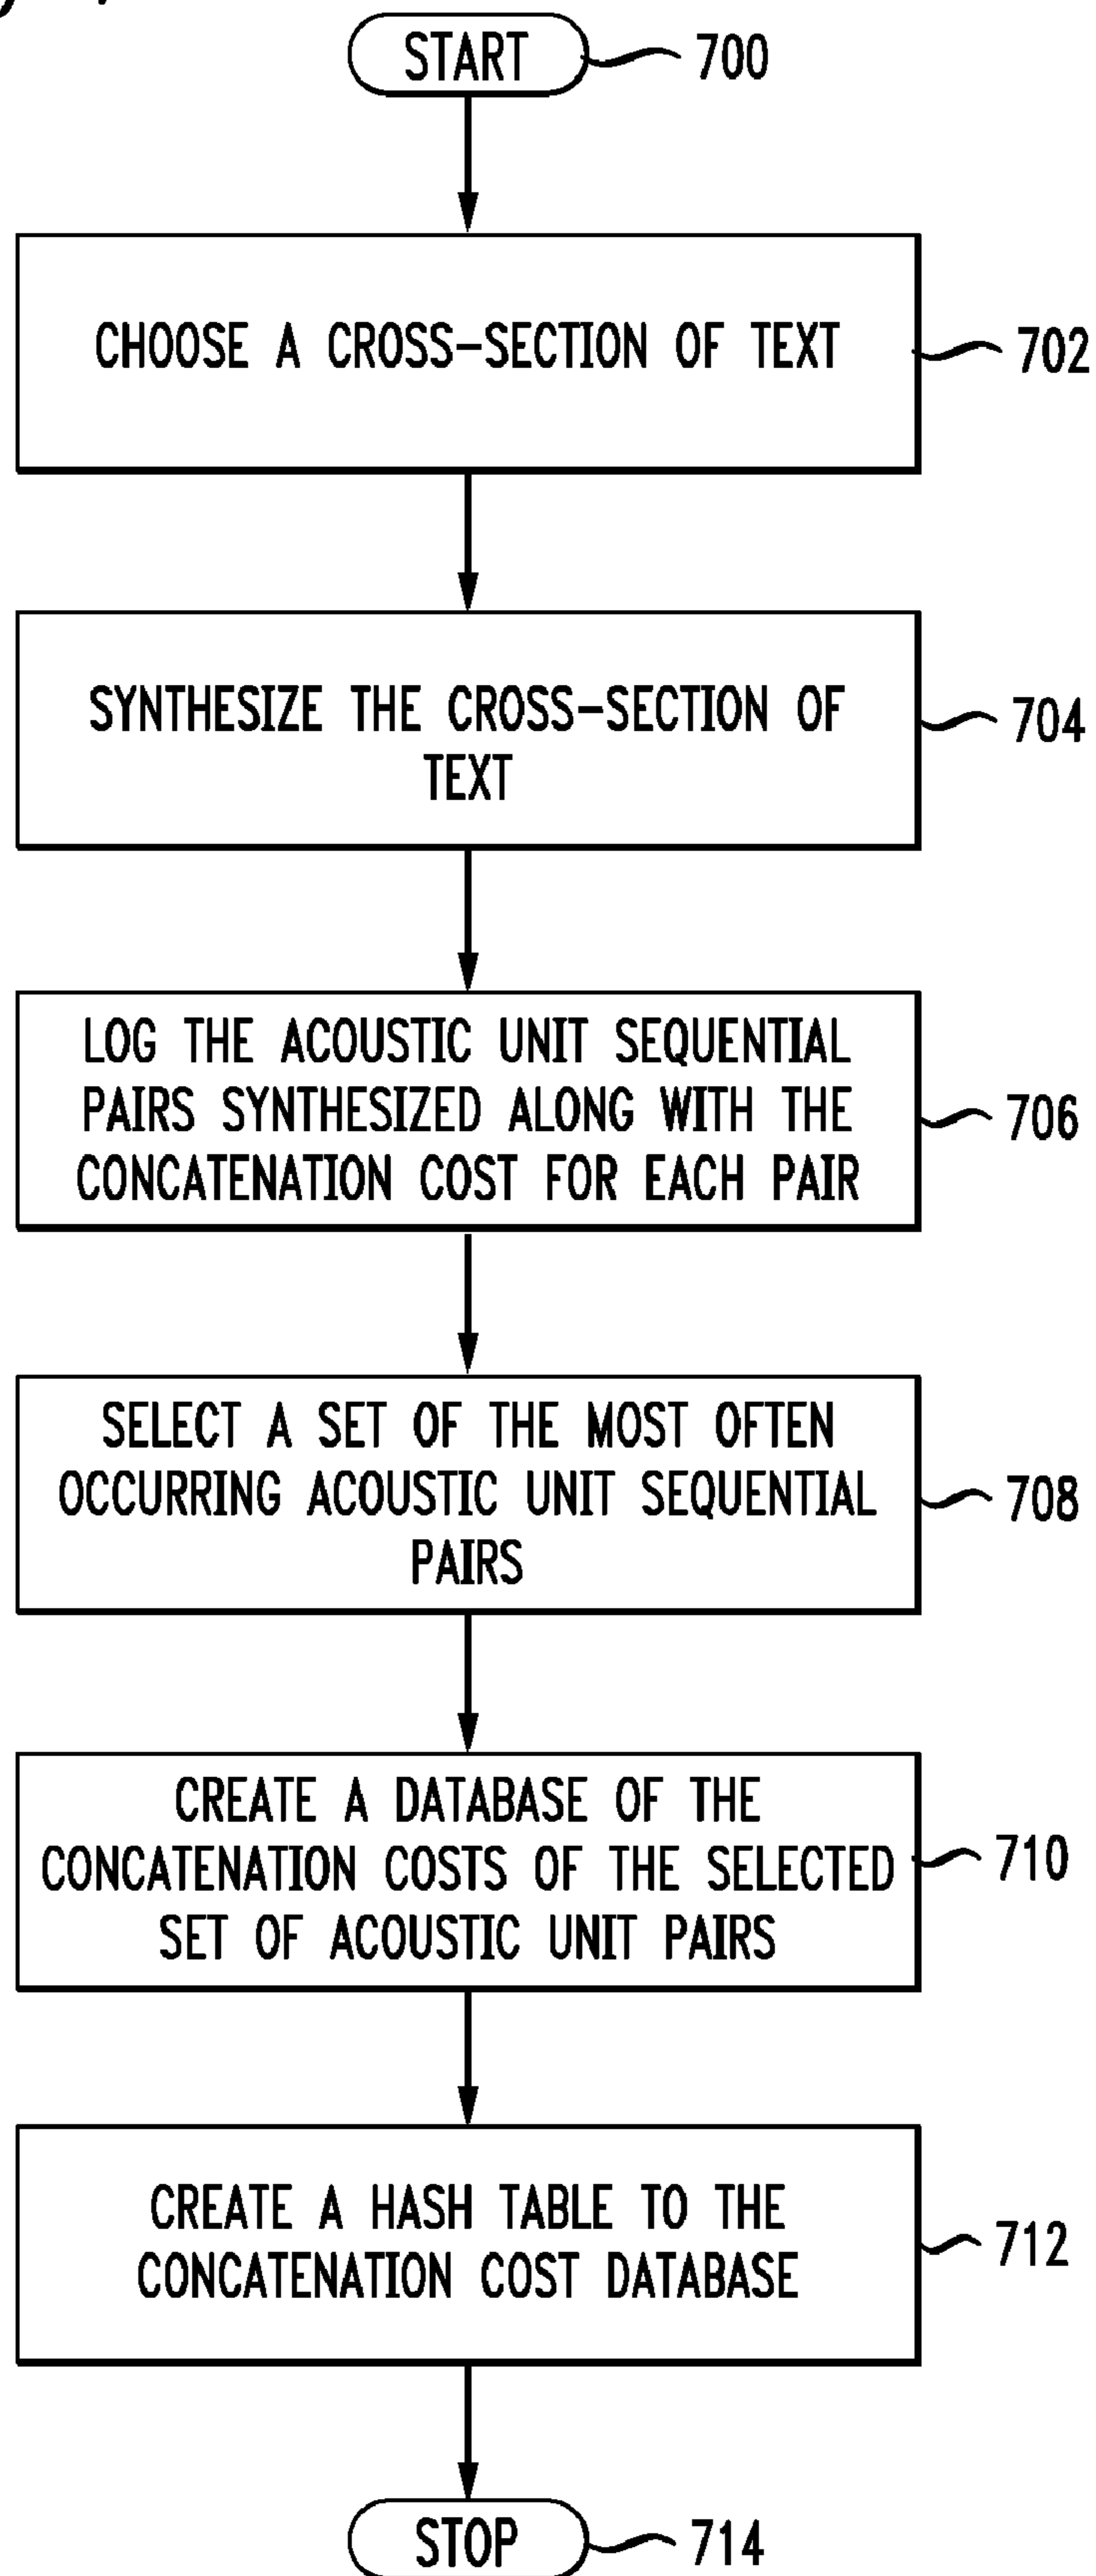 START 700
CHOOSE A CROSS-SECTION OF TEXT 702
SYNTHESIZE THE CROSS-SECTION OF
TEXT
704
LOG THE ACOUSTIC UNIT SEQUENTIAL
PAIRS SYNTHESIZED ALONG WITH THE
CONCATENATION COST FOR EACH PAIR
706
SELECT A SET OF THE MOST OFTEN
OCCURRING ACOUSTIC UNIT SEQUENTIAL
PAIRS
708
CREATE A DATABASE OF THE
CONCATENATION COSTS OF THE SELECTED
SET OF ACOUSTIC UNIT PAIRS
710
CREATE A HASH TABLE TO THE
CONCATENATION COST DATABASE
712
STOP 714